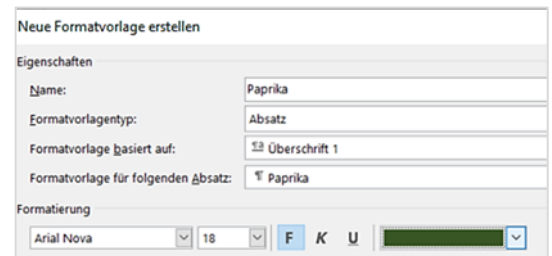 Neue Formatvorlage erstellen
Eigenschaften
Name: Paprika
Formatvorlagentyp: Absatz
Formatvorlage basiert auf: ¶a Überschrift 1
Formatvorlage für folgenden Absatz: ¶ Paprika
Formatierung
Arial Nova 18 F K U